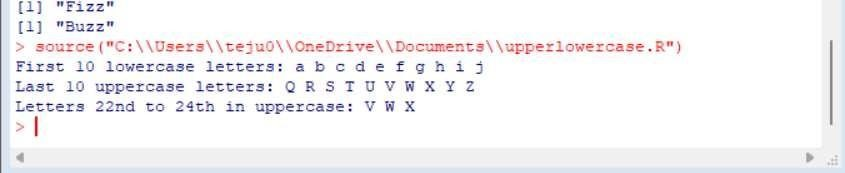 [1] "Fizz"
[1] "Buzz"
> source("C:\\Users\\teju0\\OneDrive\\Documents\\upperlowercase.R")
First 10 lowercase letters: a b c d e f g h i j
Last 10 uppercase letters: Q R S T U V W X Y Z
Letters 22nd to 24th in uppercase: V W X
>